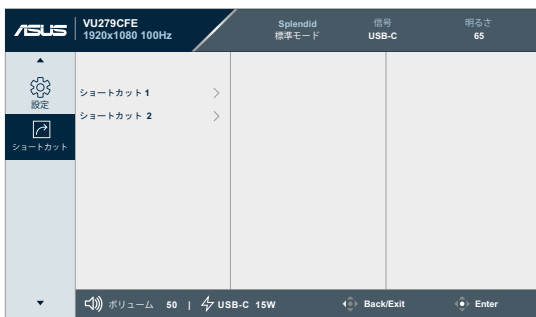 ASUS
VU279CFE
1920x1080 100Hz
Splendid
標準モード
信号
USB-C
明るさ
65
設定
ショートカット
ショートカット 1
ショートカット 2
ボリューム 50 | USB-C 15W
Back/Exit
Enter